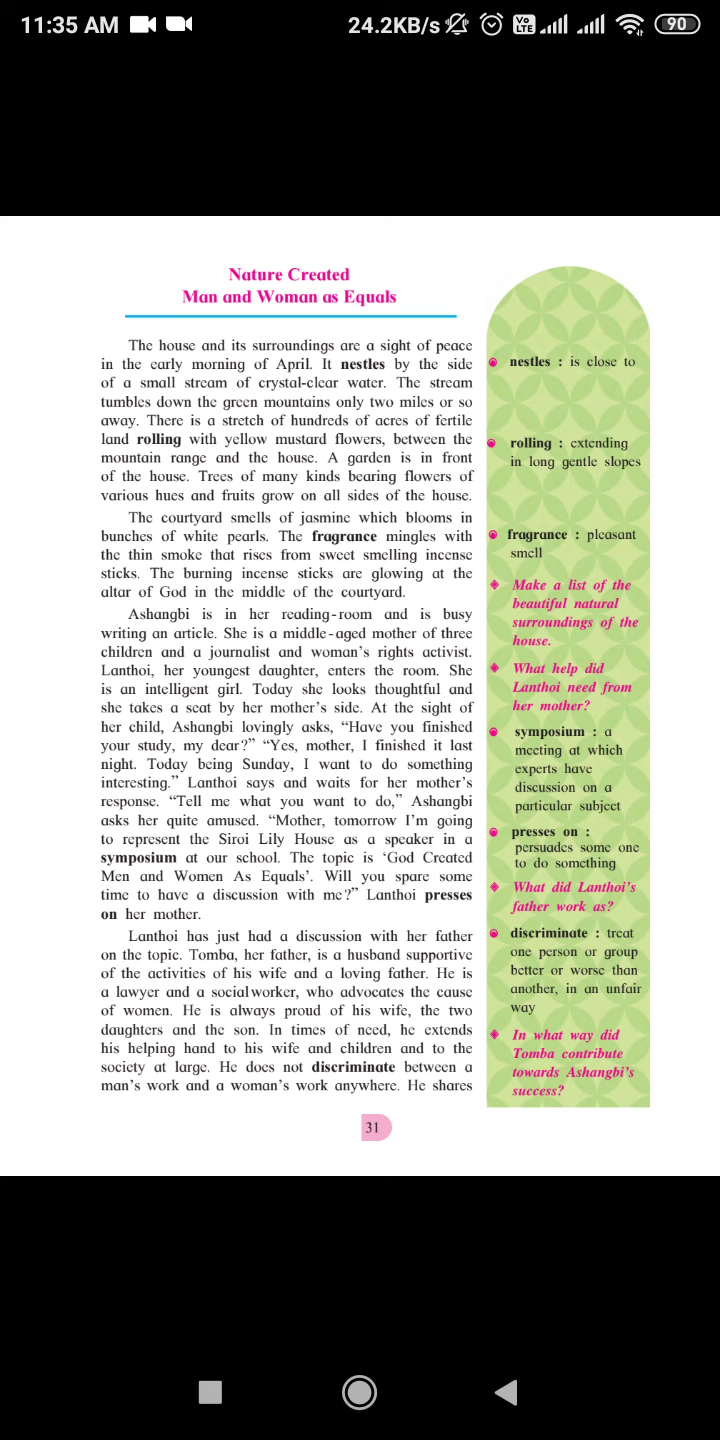 11:35 AM
24.2KB/s
Vo LTE
90
Nature Created
Man and Woman as Equals
The house and its surroundings are a sight of peace
in the early morning of April. It nestles by the side
of a small stream of crystal-clear water. The stream
tumbles down the green mountains only two miles or so
away. There is a stretch of hundreds of acres of fertile
land rolling with yellow mustard flowers, between the
mountain range and the house. A garden is in front
of the house. Trees of many kinds bearing flowers of
various hues and fruits grow on all sides of the house.
The courtyard smells of jasmine which blooms in
bunches of white pearls. The fragrance mingles with
the thin smoke that rises from sweet smelling incense
sticks. The burning incense sticks are glowing at the
altar of God in the middle of the courtyard.
Ashangbi is in her reading-room and is busy
writing an article. She is a middle-aged mother of three
children and a journalist and woman's rights activist.
Lanthoi, her youngest daughter, enters the room. She
is an intelligent girl. Today she looks thoughtful and
she takes a seat by her mother's side. At the sight of
her child, Ashangbi lovingly asks, “Have you finished
your study, my dear?” “Yes, mother, I finished it last
night. Today being Sunday, I want to do something
interesting.” Lanthoi says and waits for her mother's
response. “Tell me what you want to do,” Ashangbi
asks her quite amused. “Mother, tomorrow I'm going
to represent the Siroi Lily House as a speaker in a
symposium at our school. The topic is ‘God Created
Men and Women As Equals’. Will you spare some
time to have a discussion with me?” Lanthoi presses
on her mother.
Lanthoi has just had a discussion with her father
on the topic. Tomba, her father, is a husband supportive
of the activities of his wife and a loving father. He is
a lawyer and a socialworker, who advocates the cause
of women. He is always proud of his wife, the two
daughters and the son. In times of need, he extends
his helping hand to his wife and children and to the
society at large. He does not discriminate between a
man's work and a woman's work anywhere. He shares
nestles : is close to
rolling : extending
in long gentle slopes
fragrance : pleasant
smell
Make a list of the
beautiful natural
surroundings of the
house.
What help did
Lanthoi need from
her mother?
symposium : a
meeting at which
experts have
discussion on a
particular subject
presses on :
persuades some one
to do something
What did Lanthoi's
father work as?
discriminate : treat
one person or group
better or worse than
another, in an unfair
way
In what way did
Tomba contribute
towards Ashangbi's
success?
31